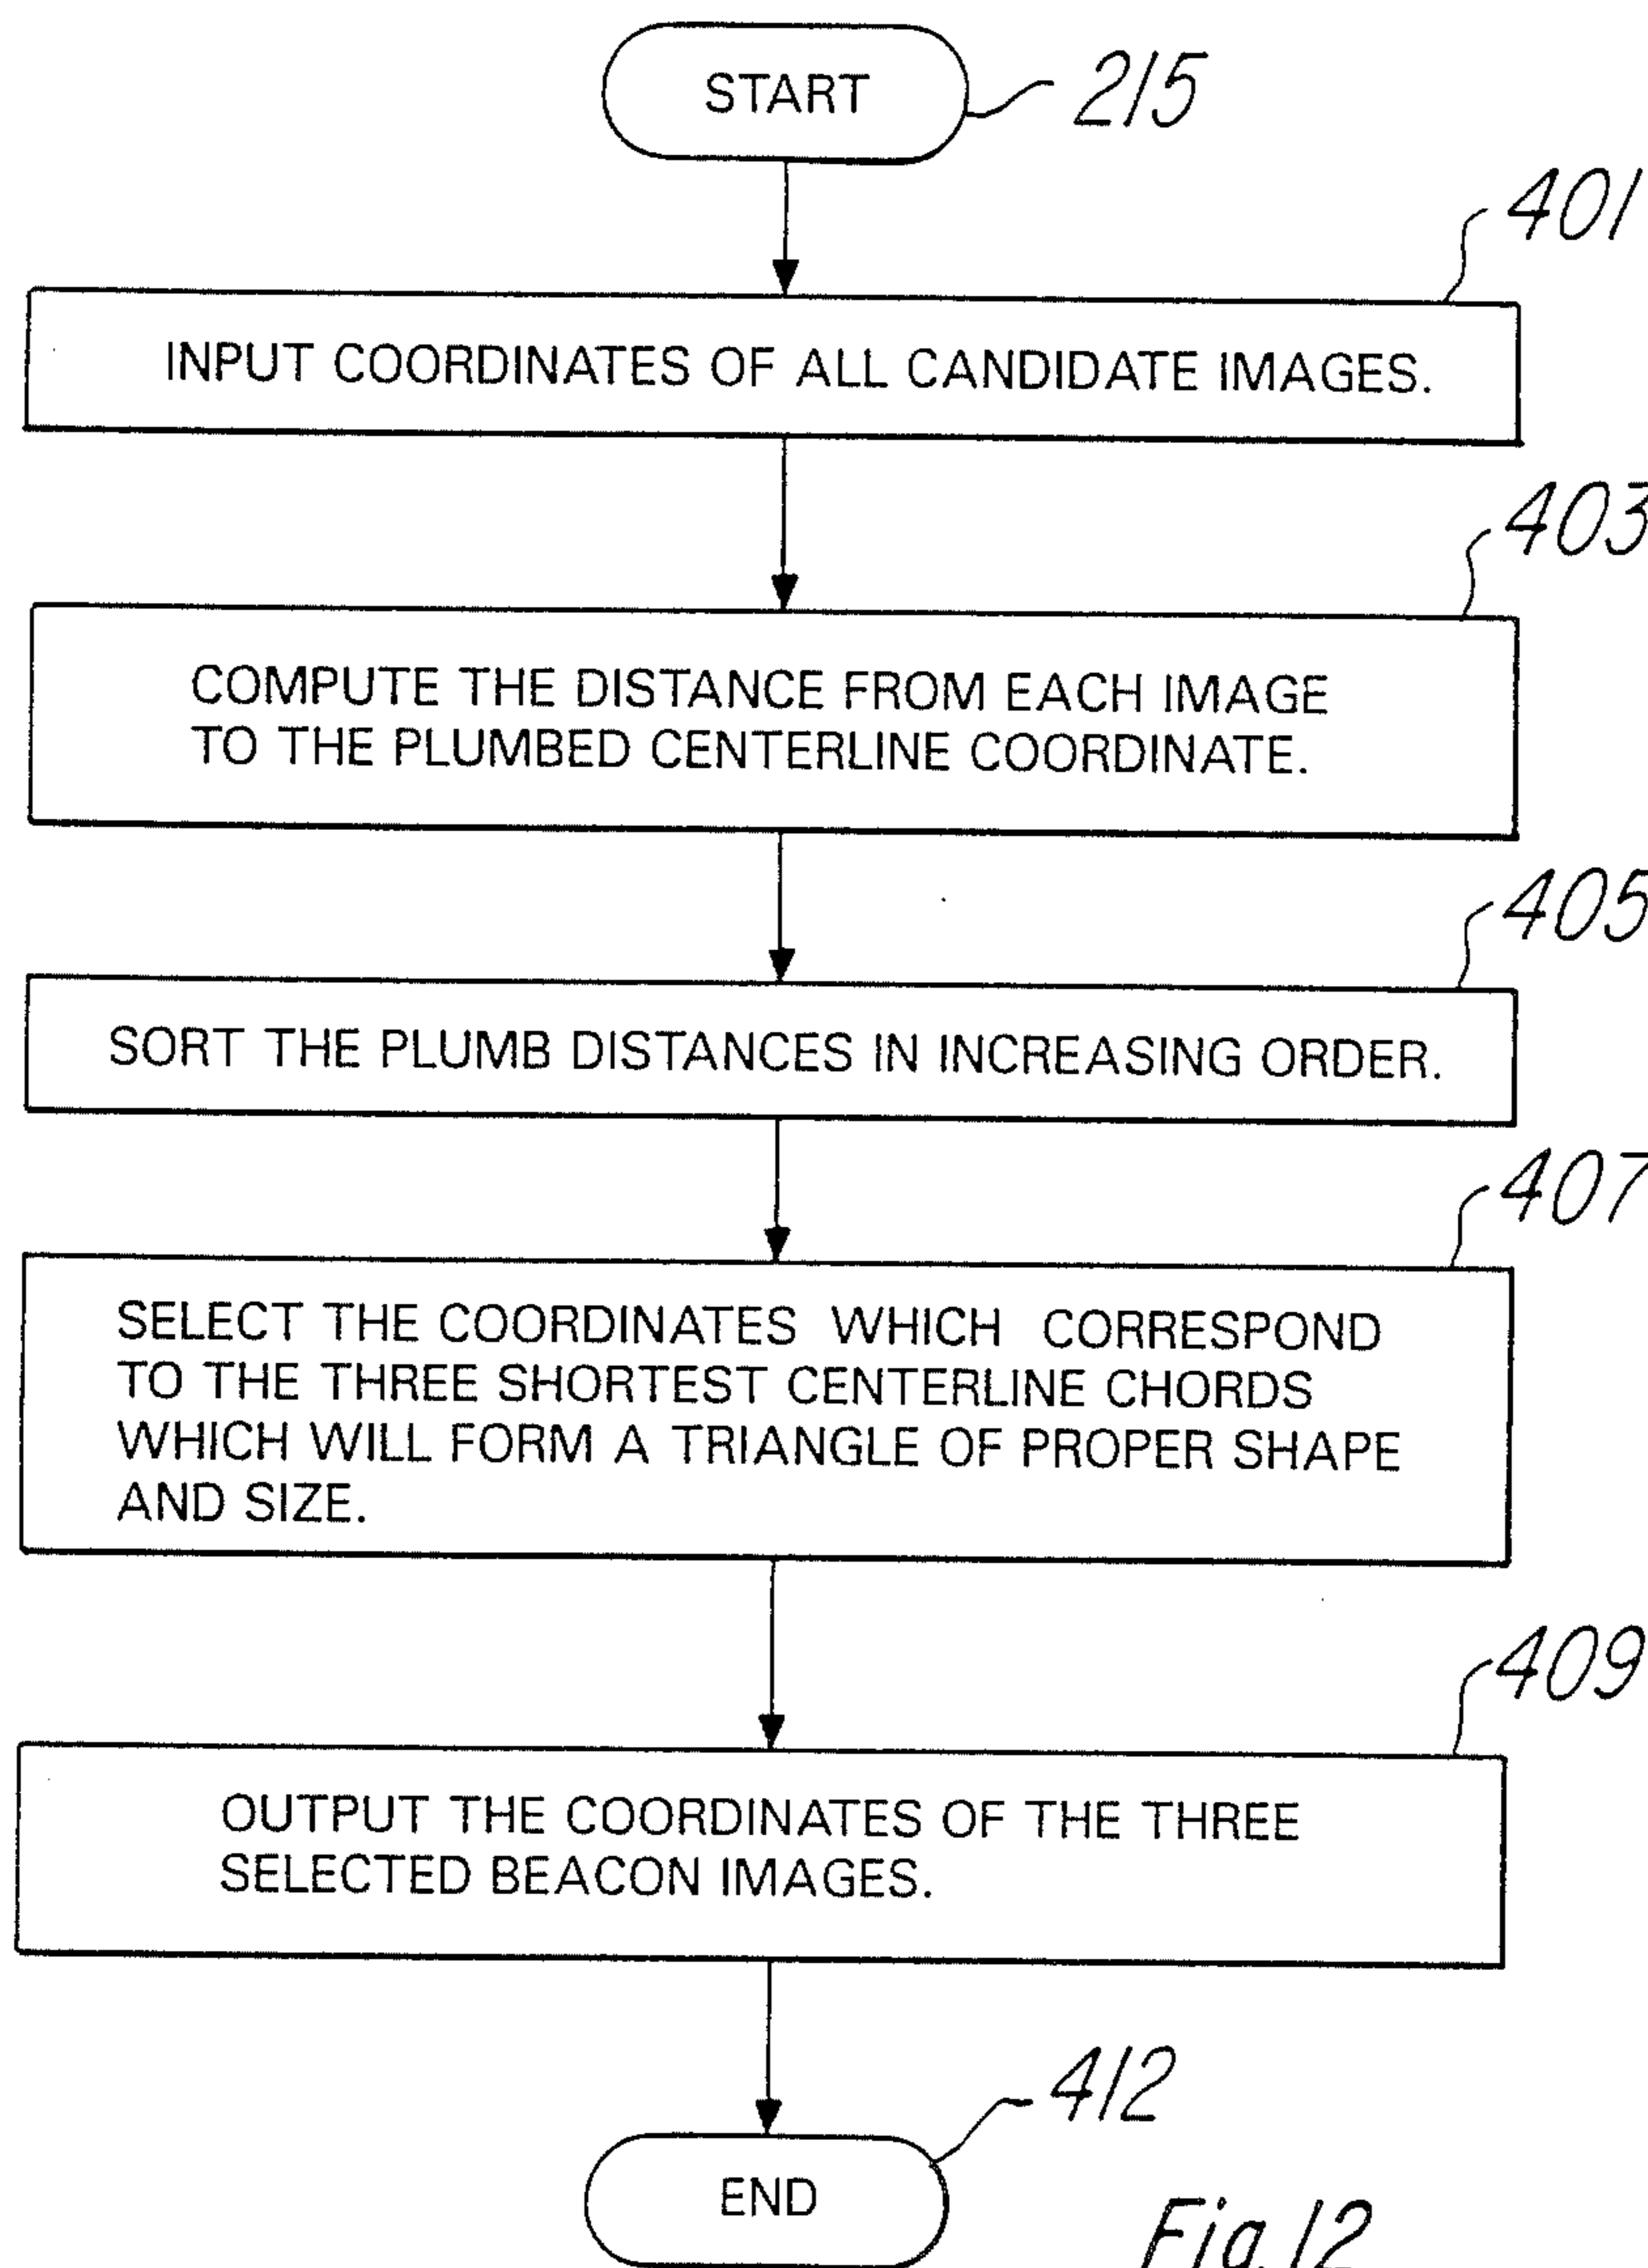 START
215
401
INPUT COORDINATES OF ALL CANDIDATE IMAGES.
403
COMPUTE THE DISTANCE FROM EACH IMAGE
TO THE PLUMBED CENTERLINE COORDINATE.
405
SORT THE PLUMB DISTANCES IN INCREASING ORDER.
407
SELECT THE COORDINATES WHICH CORRESPOND
TO THE THREE SHORTEST CENTERLINE CHORDS
WHICH WILL FORM A TRIANGLE OF PROPER SHAPE
AND SIZE.
409
OUTPUT THE COORDINATES OF THE THREE
SELECTED BEACON IMAGES.
412
END
Fig.12